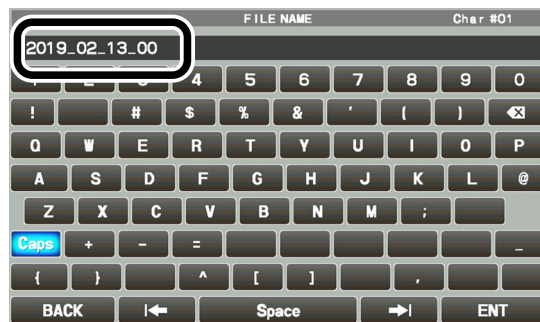 FILE NAME Char #01
2019_02_13_00
4 5 6 7 8 9 0
! # $ % & ' ( )
Q W E R T Y U I O P
A S D F G H J K L @
Z X C V B N M ;
Caps + - = _
{ } ^ [ ] ,
BACK Space ENT